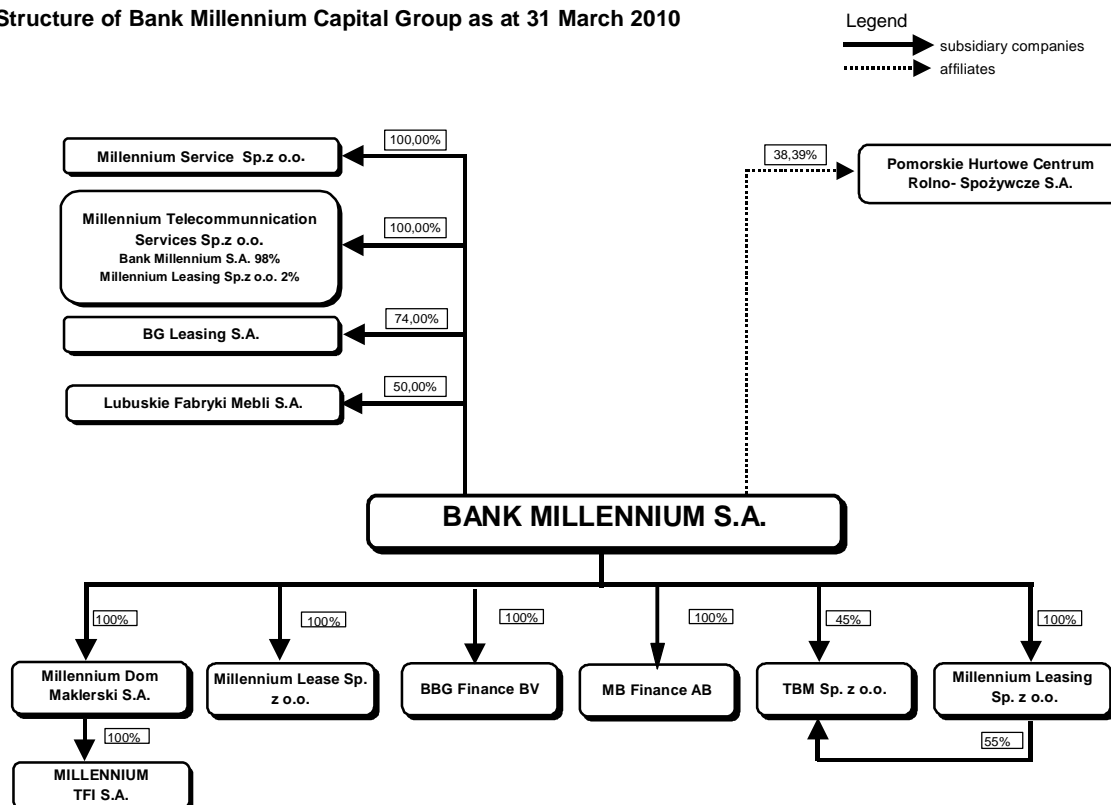 Structure of Bank Millennium Capital Group as at 31 March 2010
Legend
subsidiary companies
affiliates
100,00%
Millennium Service Sp.z o.o.
38,39%
Pomorskie Hurtowe Centrum
Rolno- Spożywcze S.A.
Millennium Telecommunnication
Services Sp.z o.o.
Bank Millennium S.A. 98%
Millennium Leasing Sp.z o.o. 2%
100,00%
74,00%
BG Leasing S.A.
50,00%
Lubuskie Fabryki Mebli S.A.
BANK MILLENNIUM S.A.
100%
100%
100%
100%
45%
100%
Millennium Dom
Maklerski S.A.
Millennium Lease Sp.
z o.o.
BBG Finance BV
MB Finance AB
TBM Sp. z o.o.
Millennium Leasing
Sp. z o.o.
100%
55%
MILLENNIUM
TFI S.A.